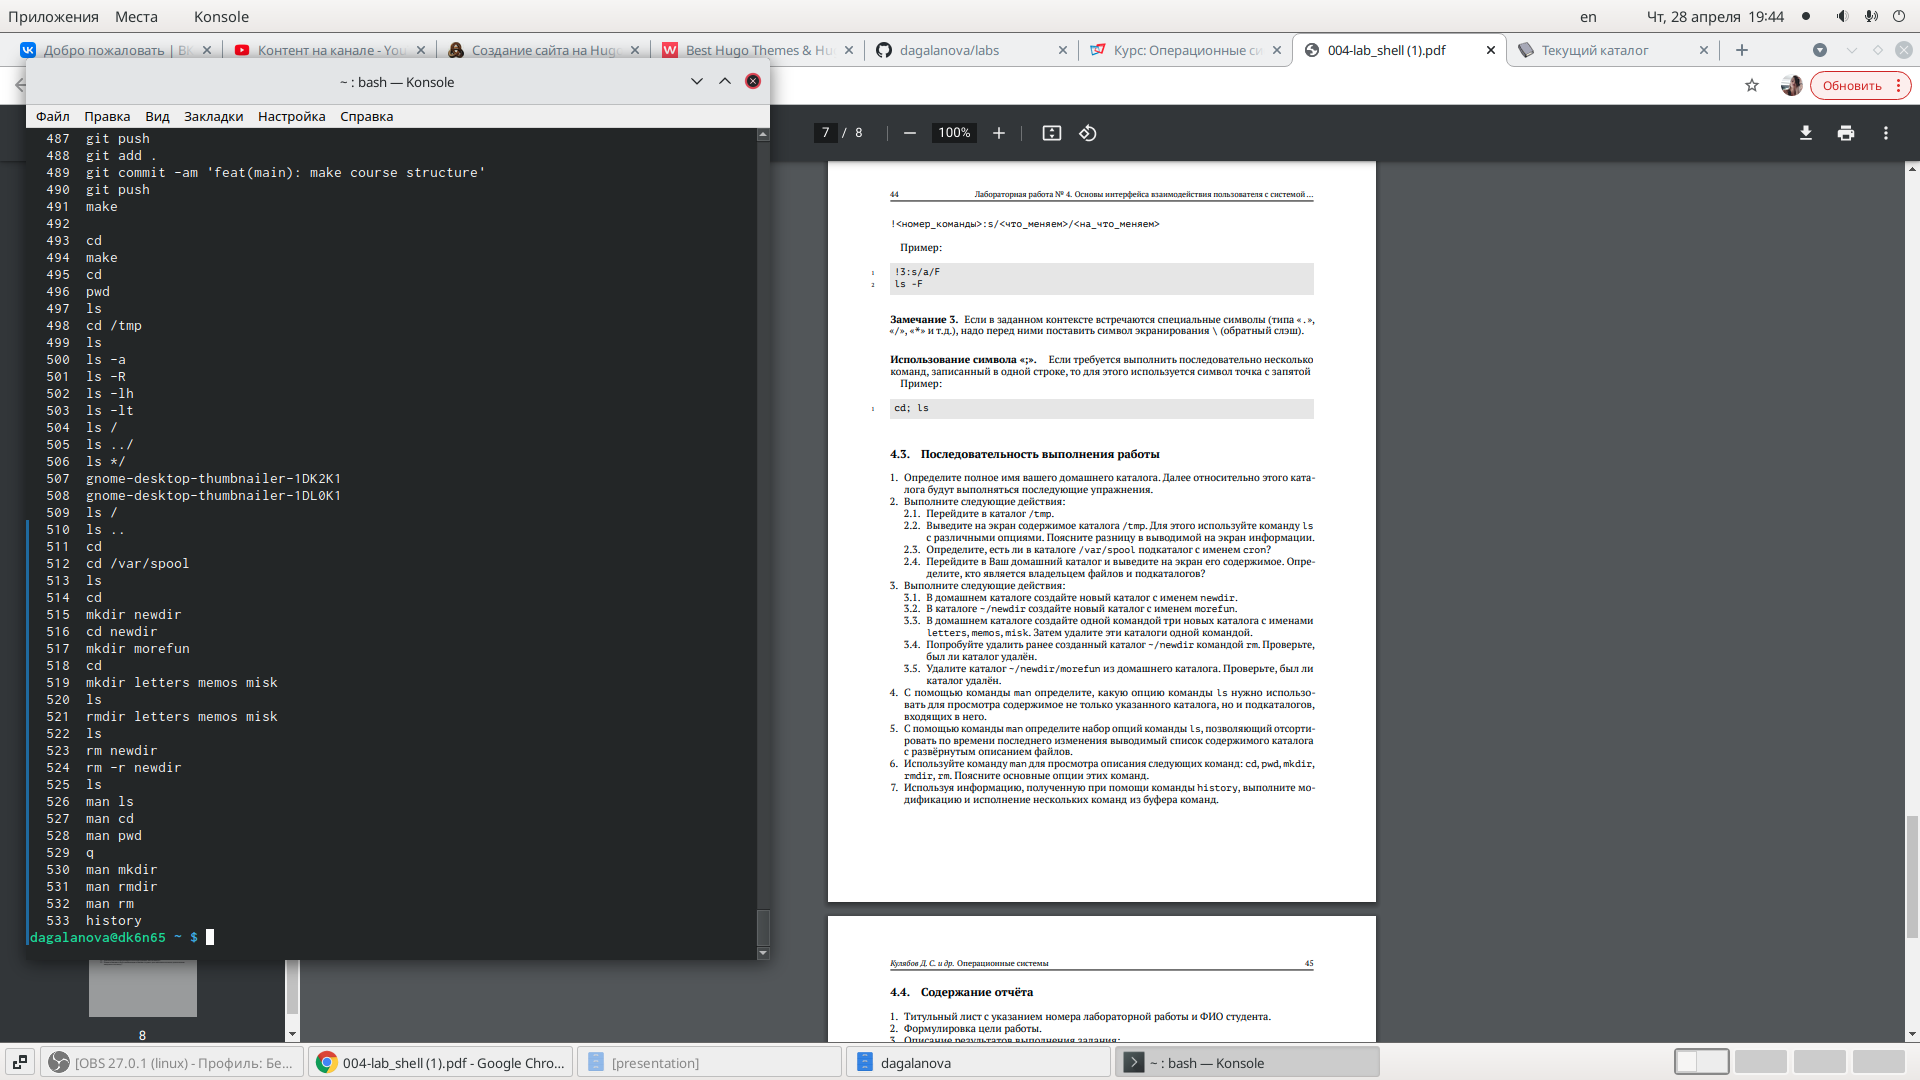 Приложения Места Konsole en Чт, 28 апреля 19:44
Добро пожаловать | ВК
Контент на канале - You
Создание сайта на Hug
Best Hugo Themes & Hu
dagalanova/labs
Курс: Операционные си
004-lab_shell (1).pdf
Текущий каталог
Обновить
~ : bash — Konsole
Файл Правка Вид Закладки Настройка Справка
7 / 8 100%
487 git push
488 git add .
489 git commit -am 'feat(main): make course structure'
490 git push
491 make
492
493 cd
494 make
495 cd
496 pwd
497 ls
498 cd /tmp
499 ls
500 ls -a
501 ls -R
502 ls -lh
503 ls -lt
504 ls /
505 ls ../
506 ls */
507 gnome-desktop-thumbnailer-1DK2K1
508 gnome-desktop-thumbnailer-1DL0K1
509 ls /
510 ls ..
511 cd
512 cd /var/spool
513 ls
514 cd
515 mkdir newdir
516 cd newdir
517 mkdir morefun
518 cd
519 mkdir letters memos misk
520 ls
521 rmdir letters memos misk
522 ls
523 rm newdir
524 rm -r newdir
525 ls
526 man ls
527 man cd
528 man pwd
529 q
530 man mkdir
531 man rmdir
532 man rm
533 history
dagalanova@dk6n65 ~ $
8
44 Лабораторная работа № 4. Основы интерфейса взаимодействия пользователя с системой ...
!<номер_команды>:s/<что_меняем>/<на_что_меняем>
Пример:
1 !3:s/a/F
2 ls -F
Замечание 3. Если в заданном контексте встречаются специальные символы (типа «.»,
«/», «*» и т.д.), надо перед ними поставить символ экранирования \ (обратный слэш).
Использование символа «;». Если требуется выполнить последовательно несколько
команд, записанный в одной строке, то для этого используется символ точка с запятой
Пример:
1 cd; ls
4.3. Последовательность выполнения работы
1. Определите полное имя вашего домашнего каталога. Далее относительно этого ката-
лога будут выполняться последующие упражнения.
2. Выполните следующие действия:
2.1. Перейдите в каталог /tmp.
2.2. Выведите на экран содержимое каталога /tmp. Для этого используйте команду ls
с различными опциями. Поясните разницу в выводимой на экран информации.
2.3. Определите, есть ли в каталоге /var/spool подкаталог с именем cron?
2.4. Перейдите в Ваш домашний каталог и выведите на экран его содержимое. Опре-
делите, кто является владельцем файлов и подкаталогов?
3. Выполните следующие действия:
3.1. В домашнем каталоге создайте новый каталог с именем newdir.
3.2. В каталоге ~/newdir создайте новый каталог с именем morefun.
3.3. В домашнем каталоге создайте одной командой три новых каталога с именами
letters, memos, misk. Затем удалите эти каталоги одной командой.
3.4. Попробуйте удалить ранее созданный каталог ~/newdir командой rm. Проверьте,
был ли каталог удалён.
3.5. Удалите каталог ~/newdir/morefun из домашнего каталога. Проверьте, был ли
каталог удалён.
4. С помощью команды man определите, какую опцию команды ls нужно использо-
вать для просмотра содержимое не только указанного каталога, но и подкаталогов,
входящих в него.
5. С помощью команды man определите набор опций команды ls, позволяющий отсорти-
ровать по времени последнего изменения выводимый список содержимого каталога
с развёрнутым описанием файлов.
6. Используйте команду man для просмотра описания следующих команд: cd, pwd, mkdir,
rmdir, rm. Поясните основные опции этих команд.
7. Используя информацию, полученную при помощи команды history, выполните мо-
дификацию и исполнение нескольких команд из буфера команд.
Кулябов Д. С. и др. Операционные системы 45
4.4. Содержание отчёта
1. Титульный лист с указанием номера лабораторной работы и ФИО студента.
2. Формулировка цели работы.
3. Описание результатов выполнения задания:
[OBS 27.0.1 (linux) - Профиль: Бе...
004-lab_shell (1).pdf - Google Chro...
[presentation]
dagalanova
~ : bash — Konsole